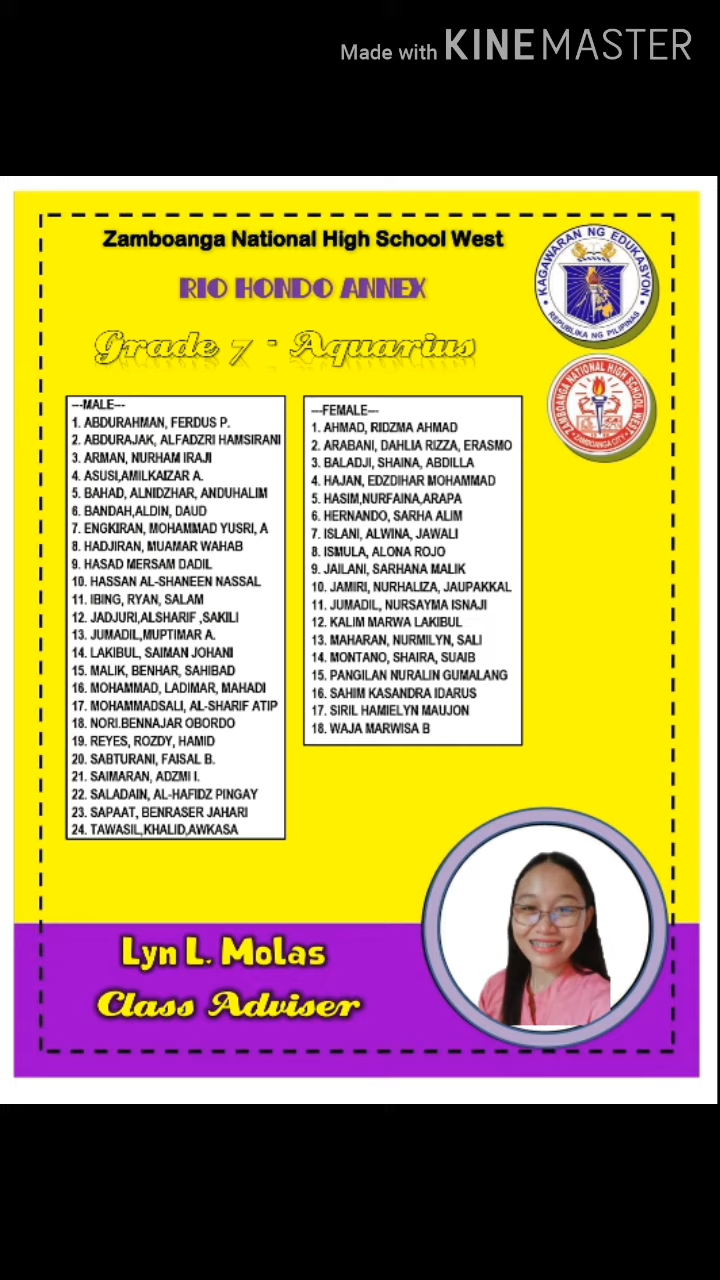 Made with KINEMASTER
Zamboanga National High School West
RIO HONDO ANNEX
Grade 7 - Aquarius
KAGAWARAN NG EDUKASYON
REPUBLIKA NG PILIPINAS
ZAMBOANGA NATIONAL HIGH SCHOOL WEST
ZAMBOANGA CITY
---MALE---
1. ABDURAHMAN, FERDUS P.
2. ABDURAJAK, ALFADZRI HAMSIRANI
3. ARMAN, NURHAM IRAJI
4. ASUSI,AMILKAIZAR A.
5. BAHAD, ALNIDZHAR, ANDUHALIM
6. BANDAH,ALDIN, DAUD
7. ENGKIRAN, MOHAMMAD YUSRI, A
8. HADJIRAN, MUAMAR WAHAB
9. HASAD MERSAM DADIL
10. HASSAN AL-SHANEEN NASSAL
11. IBING, RYAN, SALAM
12. JADJURI,ALSHARIF ,SAKILI
13. JUMADIL,MUPTIMAR A.
14. LAKIBUL, SAIMAN JOHANI
15. MALIK, BENHAR, SAHIBAD
16. MOHAMMAD, LADIMAR, MAHADI
17. MOHAMMADSALI, AL-SHARIF ATIP
18. NORI.BENNAJAR OBORDO
19. REYES, ROZDY, HAMID
20. SABTURANI, FAISAL B.
21. SAIMARAN, ADZMI I.
22. SALADAIN, AL-HAFIDZ PINGAY
23. SAPAAT, BENRASER JAHARI
24. TAWASIL,KHALID,AWKASA
---FEMALE---
1. AHMAD, RIDZMA AHMAD
2. ARABANI, DAHLIA RIZZA, ERASMO
3. BALADJI, SHAINA, ABDILLA
4. HAJAN, EDZDIHAR MOHAMMAD
5. HASIM,NURFAINA,ARAPA
6. HERNANDO, SARHA ALIM
7. ISLANI, ALWINA, JAWALI
8. ISMULA, ALONA ROJO
9. JAILANI, SARHANA MALIK
10. JAMIRI, NURHALIZA, JAUPAKKAL
11. JUMADIL, NURSAYMA ISNAJI
12. KALIM MARWA LAKIBUL
13. MAHARAN, NURMILYN, SALI
14. MONTANO, SHAIRA, SUAIB
15. PANGILAN NURALIN GUMALANG
16. SAHIM KASANDRA IDARUS
17. SIRIL HAMIELYN MAUJON
18. WAJA MARWISA B
Lyn L. Molas
Class Adviser